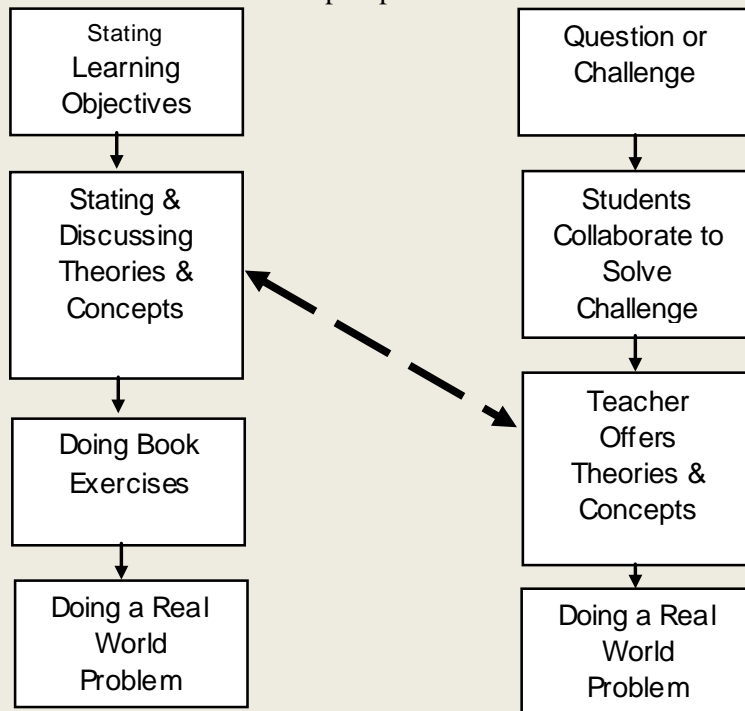 Stating
Learning
Objectives
Stating &
Discussing
Theories &
Concepts
Doing Book
Exercises
Doing a Real
World
Problem
Question or
Challenge
Students
Collaborate to
Solve
Challenge
Teacher
Offers
Theories &
Concepts
Doing a Real
World
Problem